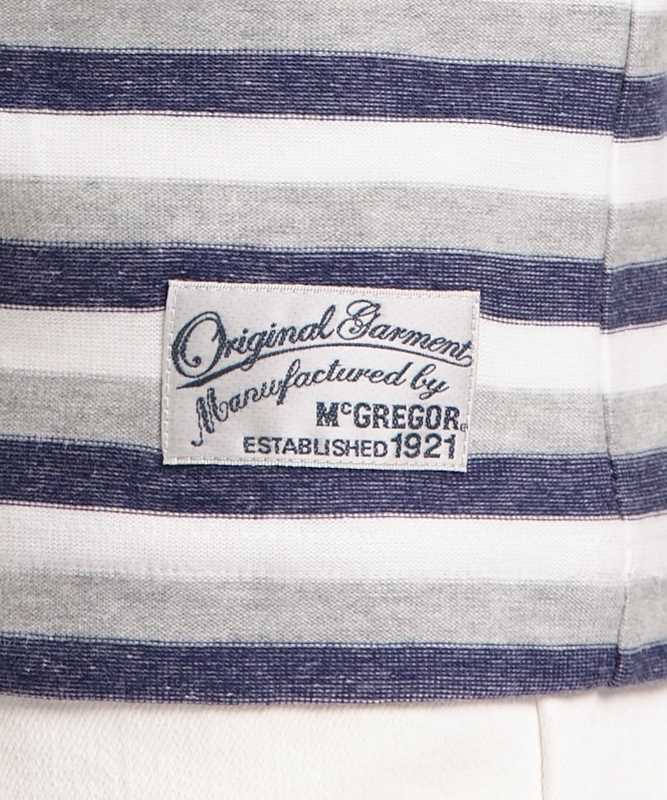 Original Garment
Manufactured by
McGREGOR®
ESTABLISHED 1921